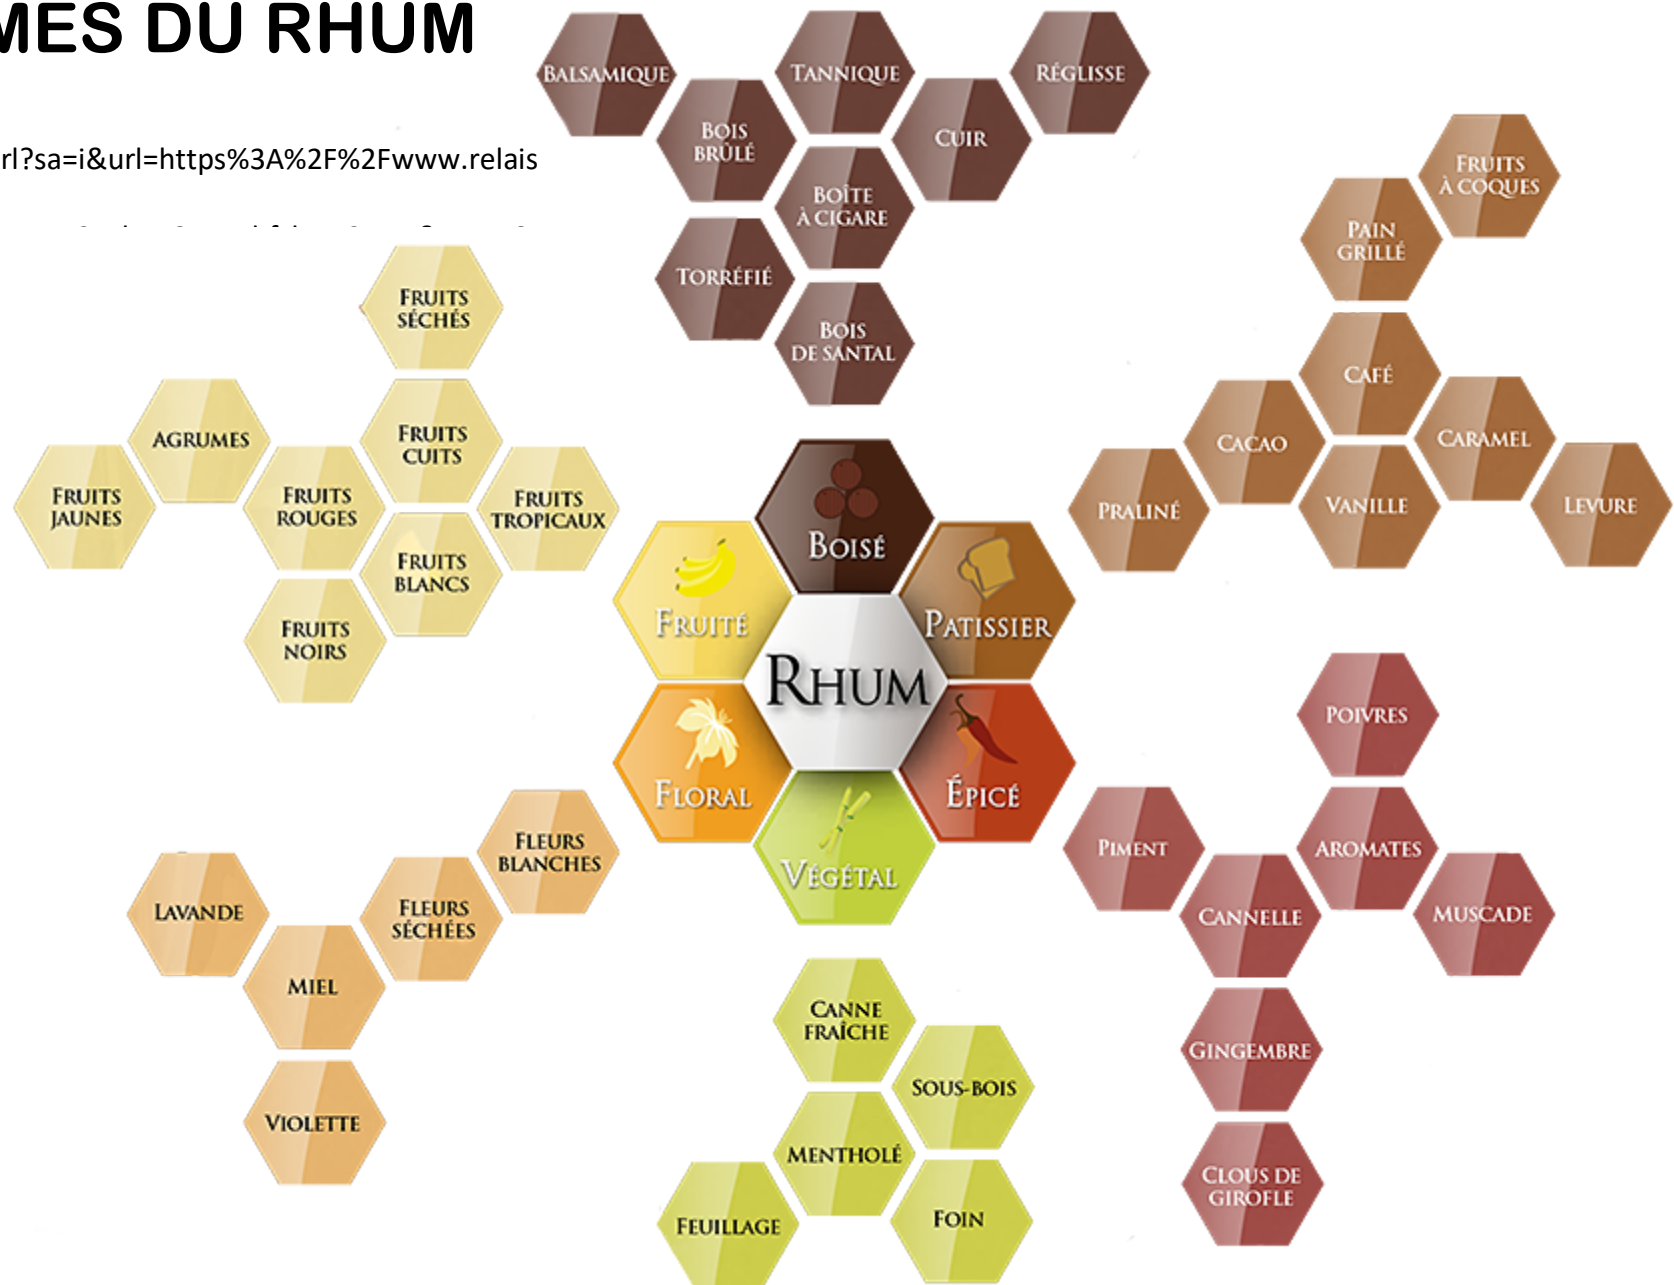 MES DU RHUM
rl?sa=i&url=https%3A%2F%2Fwww.relais
BALSAMIQUE
TANNIQUE
RÉGLISSE
BOIS
BRÛLÉ
CUIR
BOÎTE
À CIGARE
TORRÉFIÉ
BOIS
DE SANTAL
FRUITS
À COQUES
PAIN
GRILLÉ
CAFÉ
CACAO
CARAMEL
PRALINÉ
VANILLE
LEVURE
FRUITS
SÉCHÉS
AGRUMES
FRUITS
CUITS
FRUITS
JAUNES
FRUITS
ROUGES
FRUITS
TROPICAUX
FRUITS
BLANCS
FRUITS
NOIRS
BOISÉ
FRUITÉ
PATISSIER
RHUM
FLORAL
ÉPICÉ
VÉGÉTAL
POIVRES
PIMENT
AROMATES
CANNELLE
MUSCADE
GINGEMBRE
CLOUS DE
GIROFLE
FLEURS
BLANCHES
LAVANDE
FLEURS
SÉCHÉES
MIEL
VIOLETTE
CANNE
FRAÎCHE
SOUS-BOIS
MENTHOLÉ
FEUILLAGE
FOIN